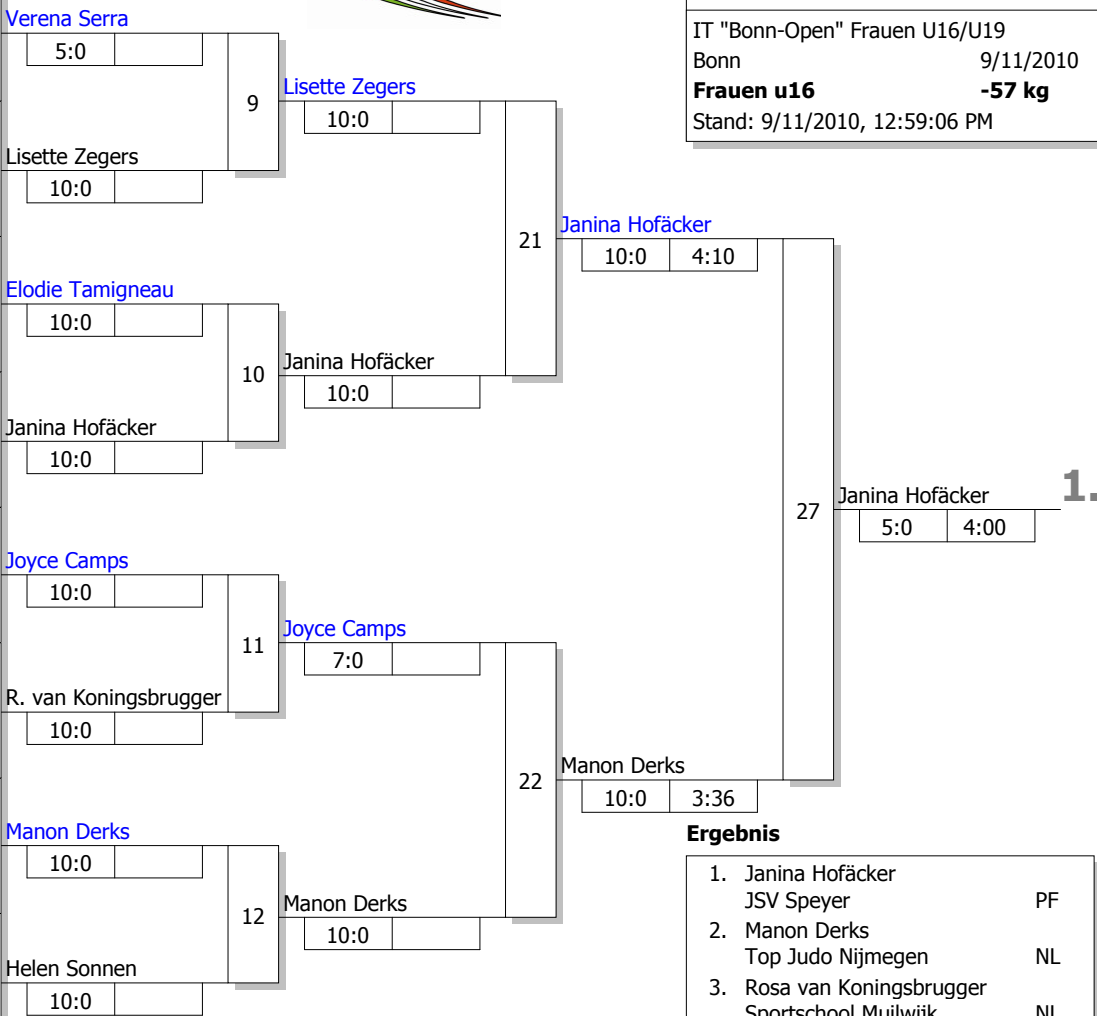 Verena Serra
5:0
IT "Bonn-Open" Frauen U16/U19
Bonn 9/11/2010
Frauen u16 -57 kg
Stand: 9/11/2010, 12:59:06 PM
9
Lisette Zegers
10:0
Lisette Zegers
10:0
21
Janina Hofäcker
10:0 4:10
Elodie Tamigneau
10:0
10
Janina Hofäcker
10:0
Janina Hofäcker
10:0
27
Janina Hofäcker
5:0 4:00
1.
Joyce Camps
10:0
11
Joyce Camps
7:0
R. van Koningsbrugger
10:0
22
Manon Derks
10:0 3:36
Manon Derks
10:0
12
Manon Derks
10:0
Helen Sonnen
10:0
Ergebnis
1. Janina Hofäcker
JSV Speyer PF
2. Manon Derks
Top Judo Nijmegen NL
3. Rosa van Koningsbrugger
Sportschool Muilwijk NL